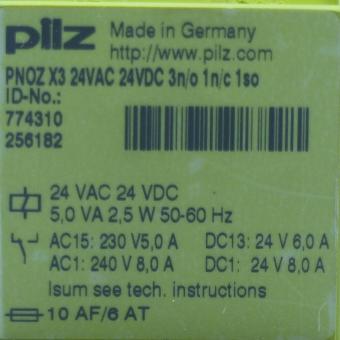 pilz Made in Germany
http://www.pilz.com
PNOZ X3 24VAC 24VDC 3n/o 1n/c 1so
ID-No.:
774310
256182
24 VAC 24 VDC
5,0 VA 2,5 W 50-60 Hz
AC15: 230 V5,0 A DC13: 24 V 6,0 A
AC1: 240 V 8,0 A DC1: 24 V 8,0 A
Isum see tech. instructions
10 AF/6 AT